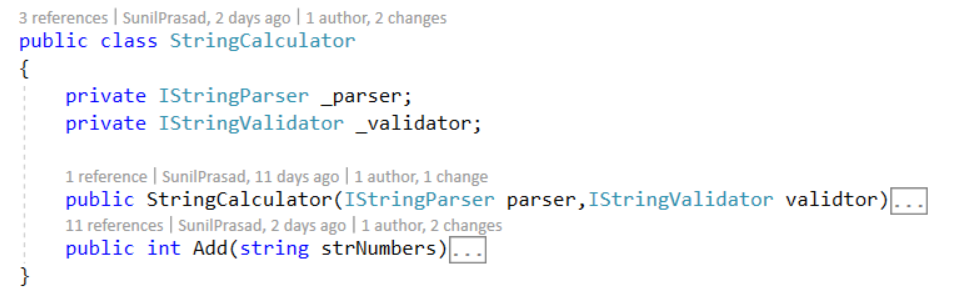 3 references | SunilPrasad, 2 days ago | 1 author, 2 changes
public class StringCalculator
{
private IStringParser _parser;
private IStringValidator _validator;
1 reference | SunilPrasad, 11 days ago | 1 author, 1 change
public StringCalculator(IStringParser parser,IStringValidator validtor)...
11 references | SunilPrasad, 2 days ago | 1 author, 2 changes
public int Add(string strNumbers)...
}